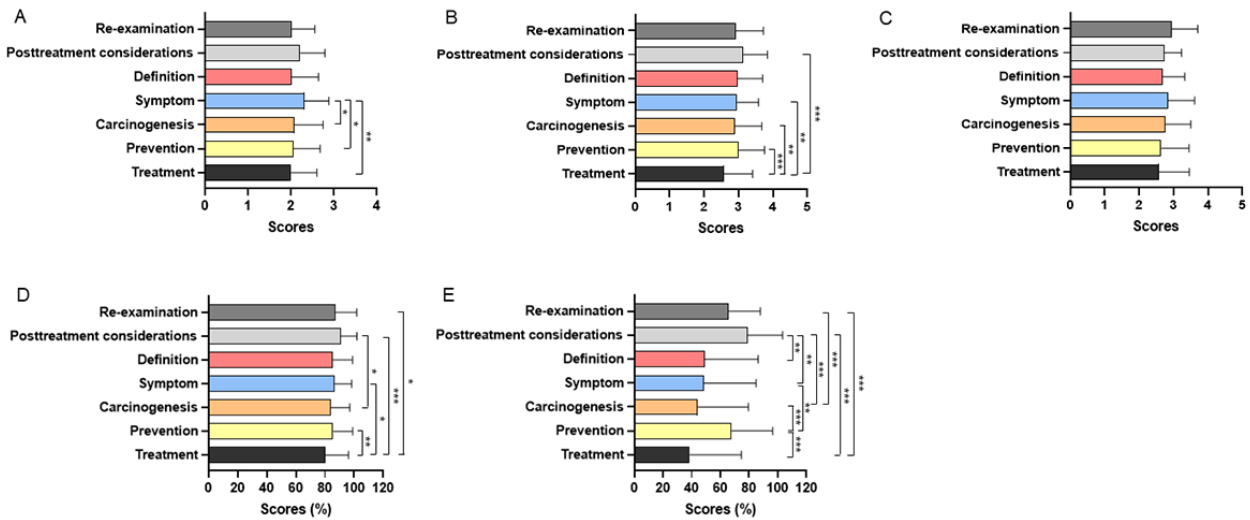 A
Re-examination
Posttreatment considerations
Definition
Symptom
Carcinogenesis
Prevention
Treatment
* * **
0 1 2 3 4
Scores
B
Re-examination
Posttreatment considerations
Definition
Symptom
Carcinogenesis
Prevention
Treatment
*** ** ** ***
0 1 2 3 4 5
Scores
C
Re-examination
Posttreatment considerations
Definition
Symptom
Carcinogenesis
Prevention
Treatment
0 1 2 3 4 5
Scores
D
Re-examination
Posttreatment considerations
Definition
Symptom
Carcinogenesis
Prevention
Treatment
** * * *** *
0 20 40 60 80 100 120
Scores (%)
E
Re-examination
Posttreatment considerations
Definition
Symptom
Carcinogenesis
Prevention
Treatment
** ** *** *** ** *** *** *** ***
0 20 40 60 80 100 120
Scores (%)